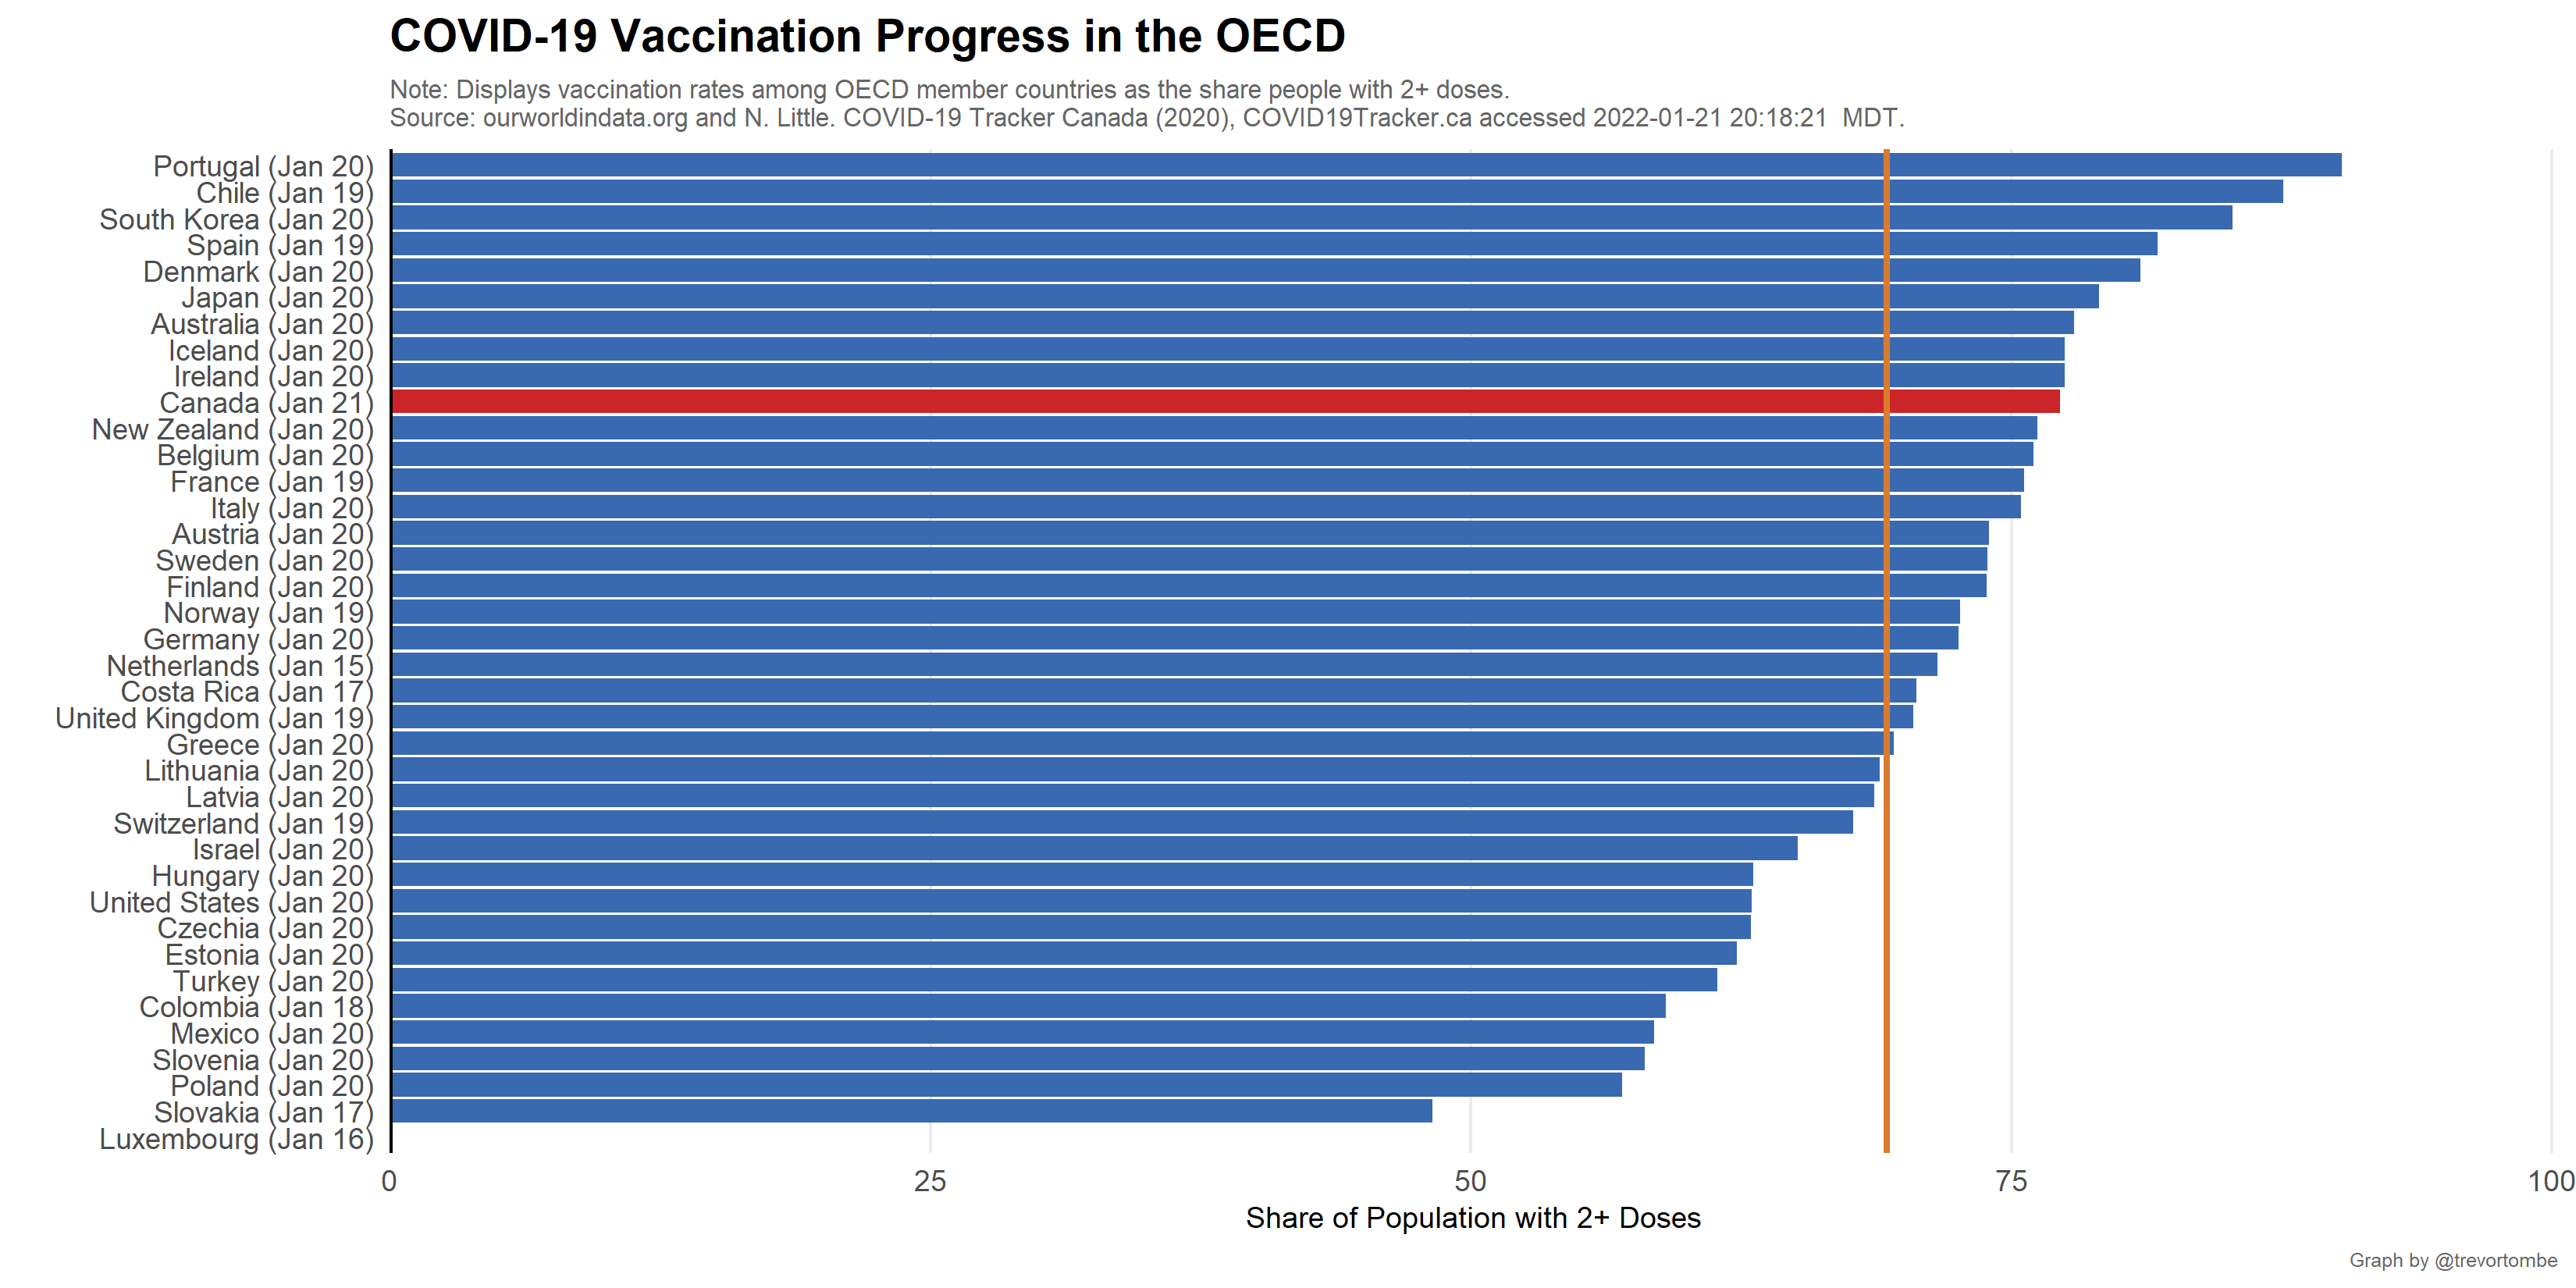 COVID-19 Vaccination Progress in the OECD
Note: Displays vaccination rates among OECD member countries as the share people with 2+ doses.
Source: ourworldindata.org and N. Little. COVID-19 Tracker Canada (2020), COVID19Tracker.ca accessed 2022-01-21 20:18:21  MDT.
Portugal (Jan 20)
Chile (Jan 19)
South Korea (Jan 20)
Spain (Jan 19)
Denmark (Jan 20)
Japan (Jan 20)
Australia (Jan 20)
Iceland (Jan 20)
Ireland (Jan 20)
Canada (Jan 21)
New Zealand (Jan 20)
Belgium (Jan 20)
France (Jan 19)
Italy (Jan 20)
Austria (Jan 20)
Sweden (Jan 20)
Finland (Jan 20)
Norway (Jan 19)
Germany (Jan 20)
Netherlands (Jan 15)
Costa Rica (Jan 17)
United Kingdom (Jan 19)
Greece (Jan 20)
Lithuania (Jan 20)
Latvia (Jan 20)
Switzerland (Jan 19)
Israel (Jan 20)
Hungary (Jan 20)
United States (Jan 20)
Czechia (Jan 20)
Estonia (Jan 20)
Turkey (Jan 20)
Colombia (Jan 18)
Mexico (Jan 20)
Slovenia (Jan 20)
Poland (Jan 20)
Slovakia (Jan 17)
Luxembourg (Jan 16)
0 25 50 75 100
Share of Population with 2+ Doses
Graph by @trevortombe